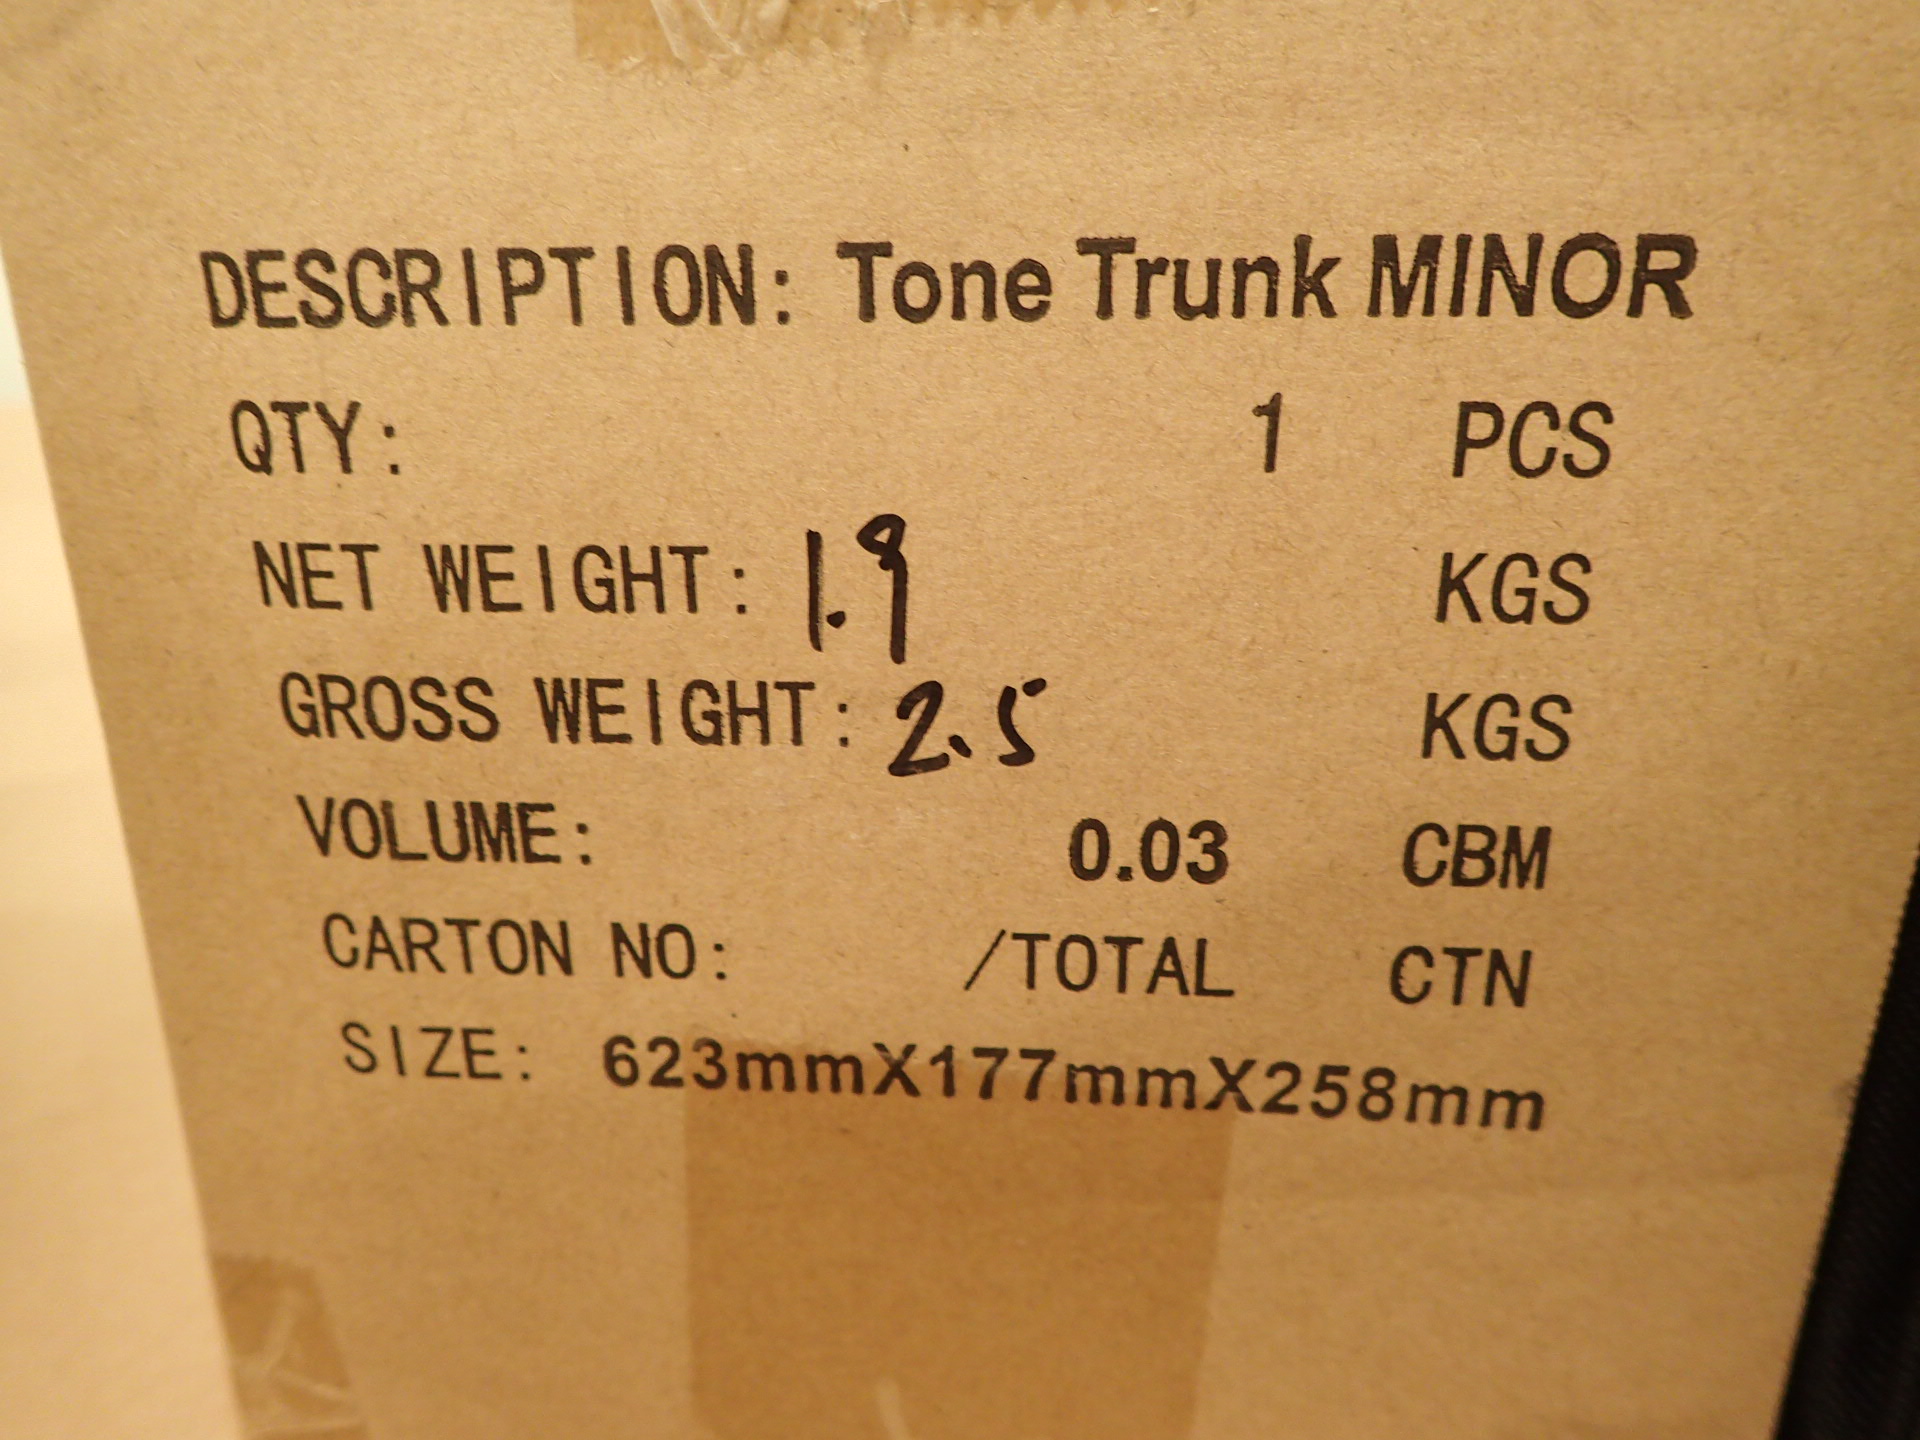 DESCRIPTION: Tone Trunk MINOR
QTY: 1 PCS
NET WEIGHT: 1.9 KGS
GROSS WEIGHT: 2.5 KGS
VOLUME: 0.03 CBM
CARTON NO: /TOTAL CTN
SIZE: 623mmX177mmX258mm